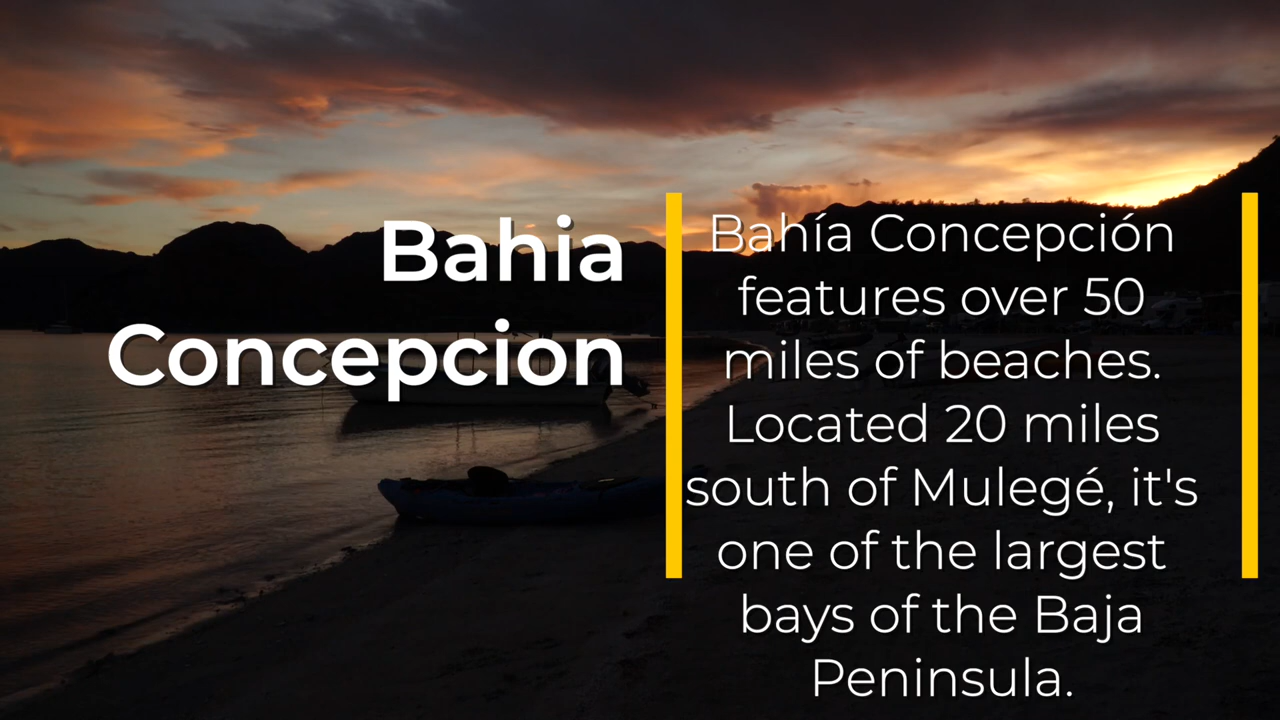 Bahia
Concepcion
Bahía Concepción
features over 50
miles of beaches.
Located 20 miles
south of Mulegé, it's
one of the largest
bays of the Baja
Peninsula.